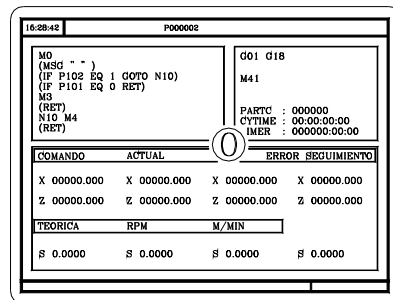 16:28:42 P000002
M0
(MSG " " )
(IF P102 EQ 1 GOTO N10)
(IF P101 EQ 0 RET)
M3
(RET)
N10 M4
(RET)
G01 G18
M41
PARTC : 000000
CYTIME : 00:00:00:00
TIMER : 000000:00:00
0
COMANDO ACTUAL ERROR SEGUIMIENTO
X 00000.000 X 00000.000 X 00000.000 X 00000.000
Z 00000.000 Z 00000.000 Z 00000.000 Z 00000.000
TEORICA RPM M/MIN
S 0.0000 S 0.0000 S 0.0000 S 0.0000